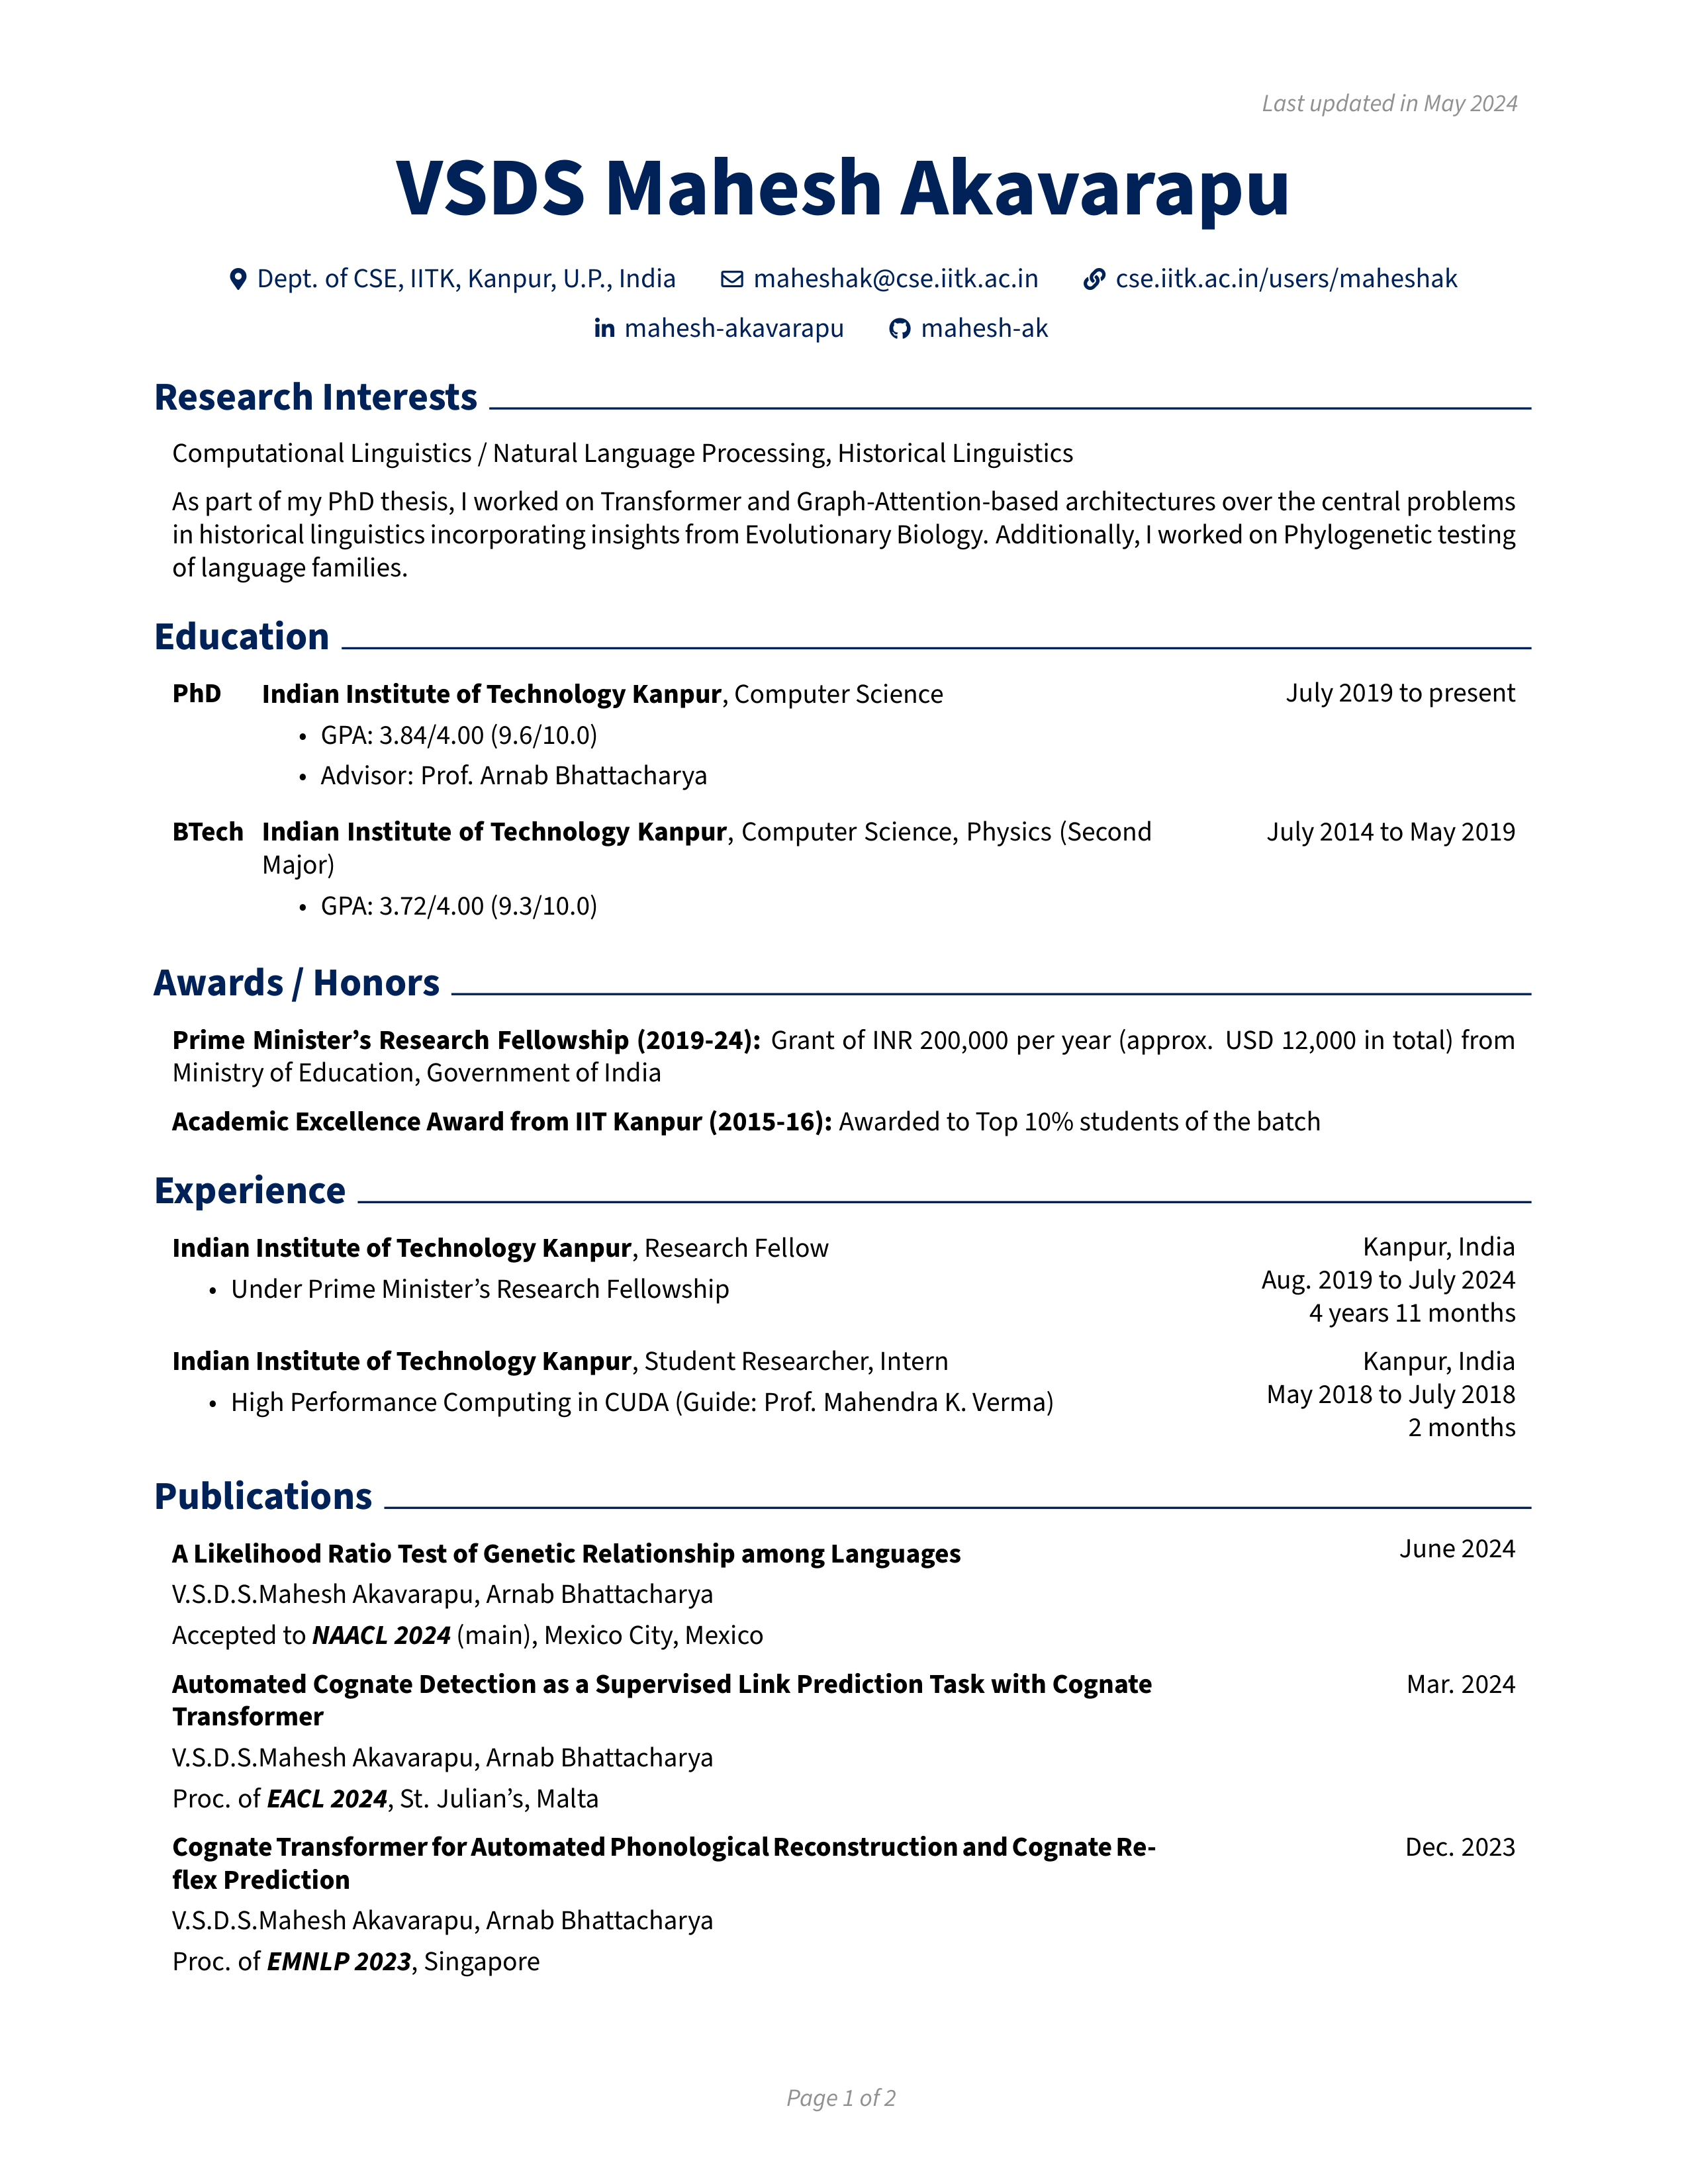 Last updated in May 2024
VSDS Mahesh Akavarapu
Dept. of CSE, IITK, Kanpur, U.P., India maheshak@cse.iitk.ac.in cse.iitk.ac.in/users/maheshak
mahesh-akavarapu mahesh-ak
Research Interests
Computational Linguistics / Natural Language Processing, Historical Linguistics
As part of my PhD thesis, I worked on Transformer and Graph-Attention-based architectures over the central problems
in historical linguistics incorporating insights from Evolutionary Biology. Additionally, I worked on Phylogenetic testing
of language families.
Education
PhD Indian Institute of Technology Kanpur, Computer Science July 2019 to present
• GPA: 3.84/4.00 (9.6/10.0)
• Advisor: Prof. Arnab Bhattacharya
BTech Indian Institute of Technology Kanpur, Computer Science, Physics (Second July 2014 to May 2019
Major)
• GPA: 3.72/4.00 (9.3/10.0)
Awards / Honors
Prime Minister’s Research Fellowship (2019-24): Grant of INR 200,000 per year (approx. USD 12,000 in total) from
Ministry of Education, Government of India
Academic Excellence Award from IIT Kanpur (2015-16): Awarded to Top 10% students of the batch
Experience
Indian Institute of Technology Kanpur, Research Fellow Kanpur, India
• Under Prime Minister’s Research Fellowship Aug. 2019 to July 2024
4 years 11 months
Indian Institute of Technology Kanpur, Student Researcher, Intern Kanpur, India
• High Performance Computing in CUDA (Guide: Prof. Mahendra K. Verma) May 2018 to July 2018
2 months
Publications
A Likelihood Ratio Test of Genetic Relationship among Languages June 2024
V.S.D.S.Mahesh Akavarapu, Arnab Bhattacharya
Accepted to NAACL 2024 (main), Mexico City, Mexico
Automated Cognate Detection as a Supervised Link Prediction Task with Cognate Mar. 2024
Transformer
V.S.D.S.Mahesh Akavarapu, Arnab Bhattacharya
Proc. of EACL 2024, St. Julian’s, Malta
Cognate Transformer for Automated Phonological Reconstruction and Cognate Re- Dec. 2023
flex Prediction
V.S.D.S.Mahesh Akavarapu, Arnab Bhattacharya
Proc. of EMNLP 2023, Singapore
Page 1 of 2